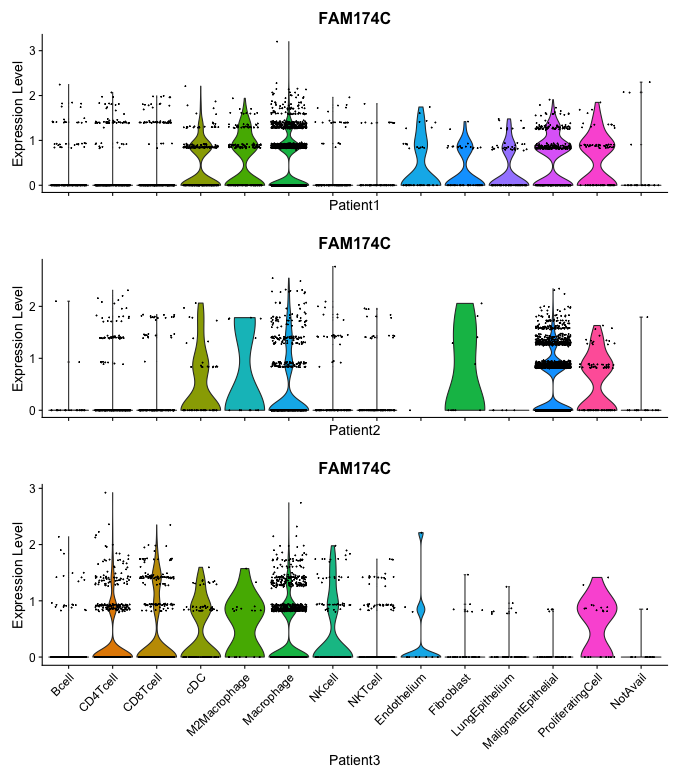 FAM174C
Expression Level
3
2
1
0
Patient1
FAM174C
Expression Level
2
1
0
Patient2
FAM174C
Expression Level
3
2
1
0
Bcell
CD4Tcell
CD8Tcell
cDC
M2Macrophage
Macrophage
NKcell
NKTcell
Endothelium
Fibroblast
LungEpithelium
MalignantEpithelial
ProliferatingCell
NotAvail
Patient3